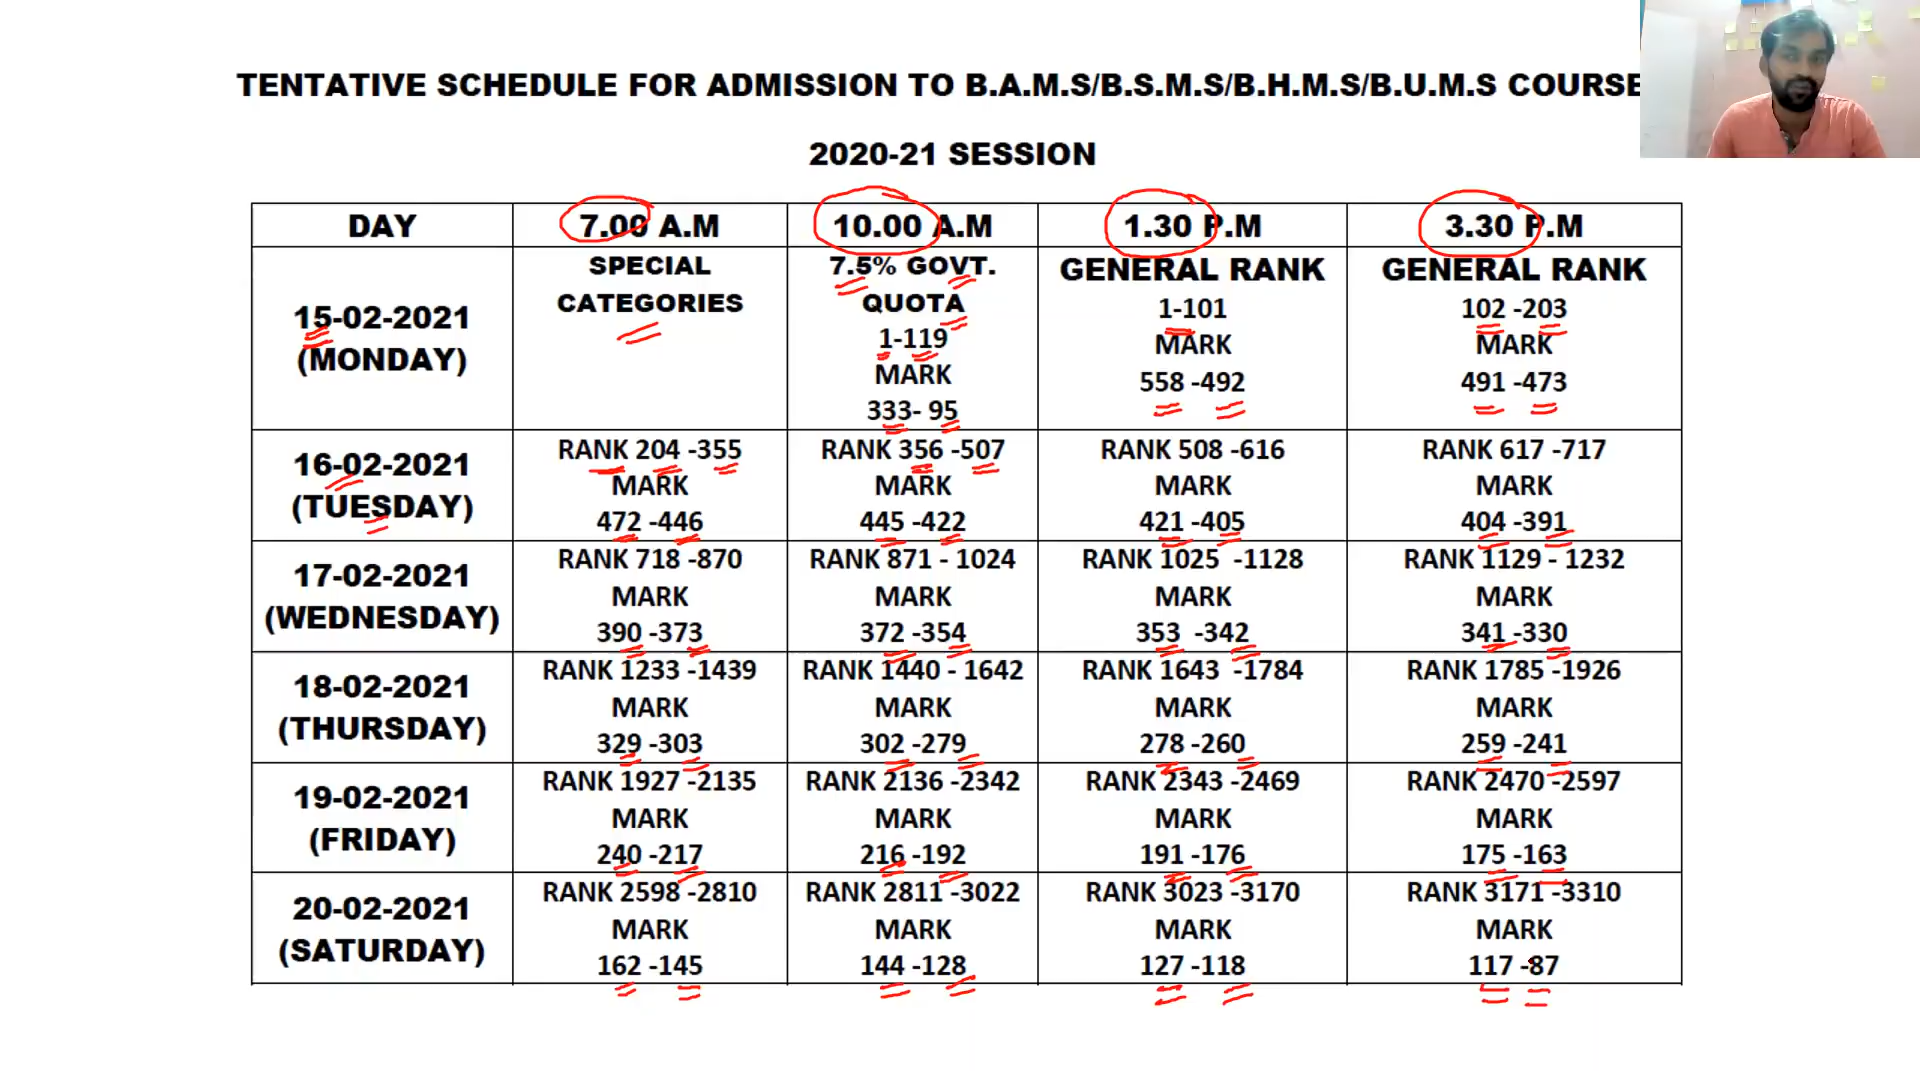 TENTATIVE SCHEDULE FOR ADMISSION TO B.A.M.S/B.S.M.S/B.H.M.S/B.U.M.S COURSE
2020-21 SESSION
DAY 7.00 A.M 10.00 A.M 1.30 P.M 3.30 P.M
15-02-2021
(MONDAY)
SPECIAL
CATEGORIES
7.5% GOVT.
QUOTA
1-119
MARK
333- 95
GENERAL RANK
1-101
MARK
558 -492
GENERAL RANK
102 -203
MARK
491 -473
16-02-2021
(TUESDAY)
RANK 204 -355
MARK
472 -446
RANK 356 -507
MARK
445 -422
RANK 508 -616
MARK
421 -405
RANK 617 -717
MARK
404 -391
17-02-2021
(WEDNESDAY)
RANK 718 -870
MARK
390 -373
RANK 871 - 1024
MARK
372 -354
RANK 1025 -1128
MARK
353 -342
RANK 1129 - 1232
MARK
341 -330
18-02-2021
(THURSDAY)
RANK 1233 -1439
MARK
329 -303
RANK 1440 - 1642
MARK
302 -279
RANK 1643 -1784
MARK
278 -260
RANK 1785 -1926
MARK
259 -241
19-02-2021
(FRIDAY)
RANK 1927 -2135
MARK
240 -217
RANK 2136 -2342
MARK
216 -192
RANK 2343 -2469
MARK
191 -176
RANK 2470 -2597
MARK
175 -163
20-02-2021
(SATURDAY)
RANK 2598 -2810
MARK
162 -145
RANK 2811 -3022
MARK
144 -128
RANK 3023 -3170
MARK
127 -118
RANK 3171 -3310
MARK
117 -87